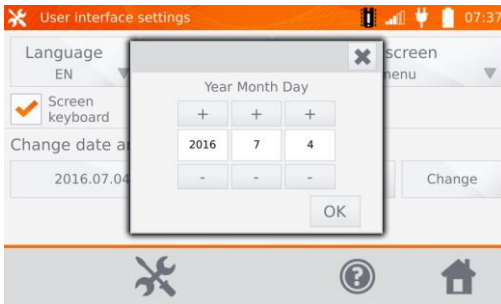 User interface settings 07:37
Language screen
EN enu
Screen
keyboard
Change date a
2016.07.04 Change
Year Month Day
+ + +
2016 7 4
- - -
OK